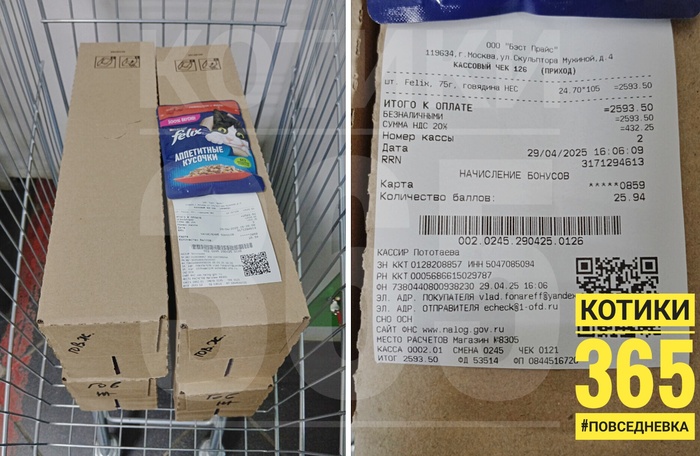 Felix
АППЕТИТНЫЕ
КУСОЧКИ
ГОВЯЖ.
ГОВ
ООО "Бэст Прайс"
119634,г.Москва,ул.Скульптора Мухиной,д.4
КАССОВЫЙ ЧЕК 126 (ПРИХОД)
шт. Felix, 75г. говядина НЕС 24.70*105 =2593.50
ИТОГО К ОПЛАТЕ =2593.50
БЕЗНАЛИЧНЫМИ =2593.50
СУММА НДС 20% =432.25
Номер кассы 2
Дата 29/04/2025 16:06:09
RRN 3171294613
НАЧИСЛЕНИЕ БОНУСОВ
Карта *****0859
Количество баллов: 25.94
002.0245.290425.0126
КАССИР Пототаева
ЗН ККТ 0128208857 ИНН 5047085094
РН ККТ 0005686615029787
ФН 7380440800938230 29.04.25 16:06
ЭЛ. АДР. ПОКУПАТЕЛЯ vlad.fonareff@yandex
ЭЛ. АДР. ОТПРАВИТЕЛЯ echeck@1-ofd.ru
СНО ОСН
САЙТ ФНС www.nalog.gov.ru
МЕСТО РАСЧЕТОВ Магазин №8305
КАССА 0002.01 СМЕНА 0245 ЧЕК 0121
ИТОГ 2593.50 ФД 53514 ФП 0844516720
КОТИКИ
365
#ПОВСЕДНЕВКА
КОТИКИ
365